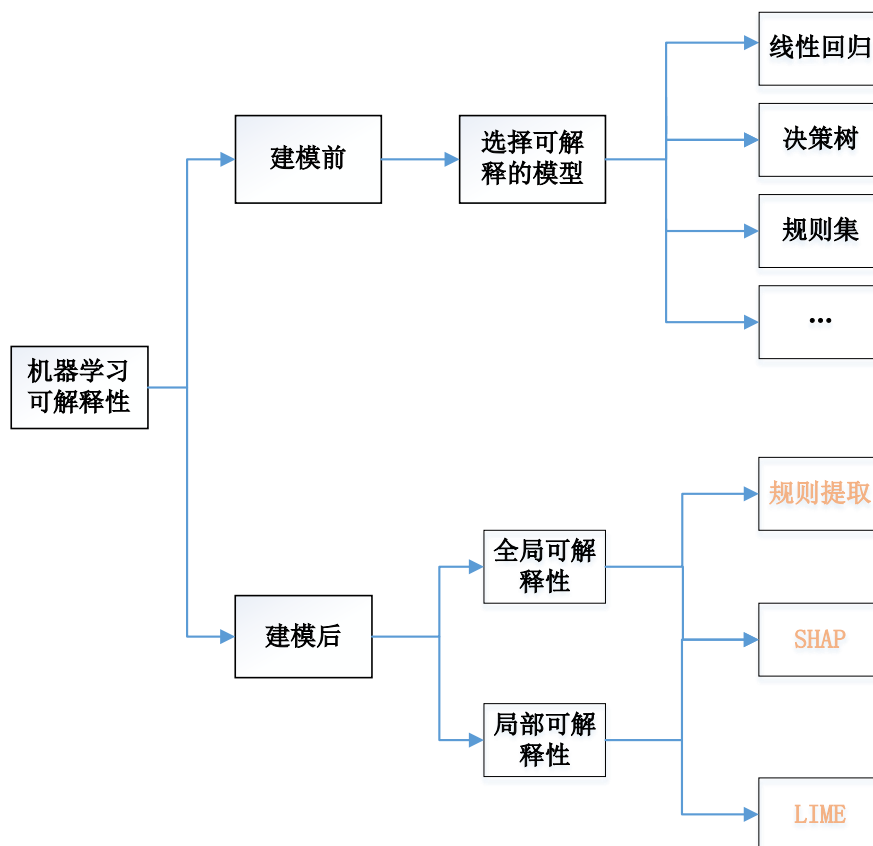 线性回归
建模前
选择可解
释的模型
决策树
规则集
...
机器学习
可解释性
规则提取
全局可解
释性
建模后
SHAP
局部可解
释性
LIME